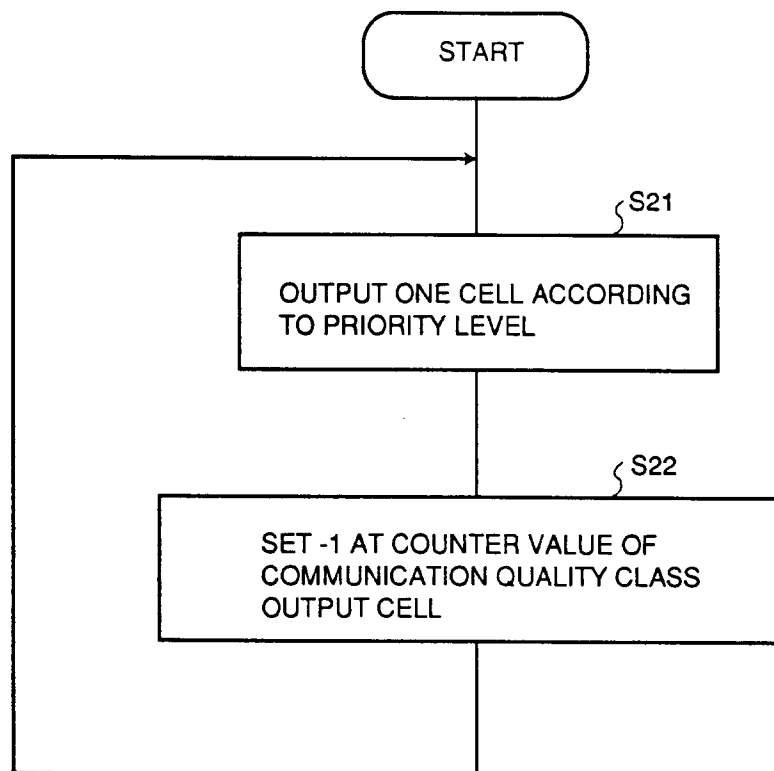 START
S21
OUTPUT ONE CELL ACCORDING
TO PRIORITY LEVEL
S22
SET -1 AT COUNTER VALUE OF
COMMUNICATION QUALITY CLASS
OUTPUT CELL